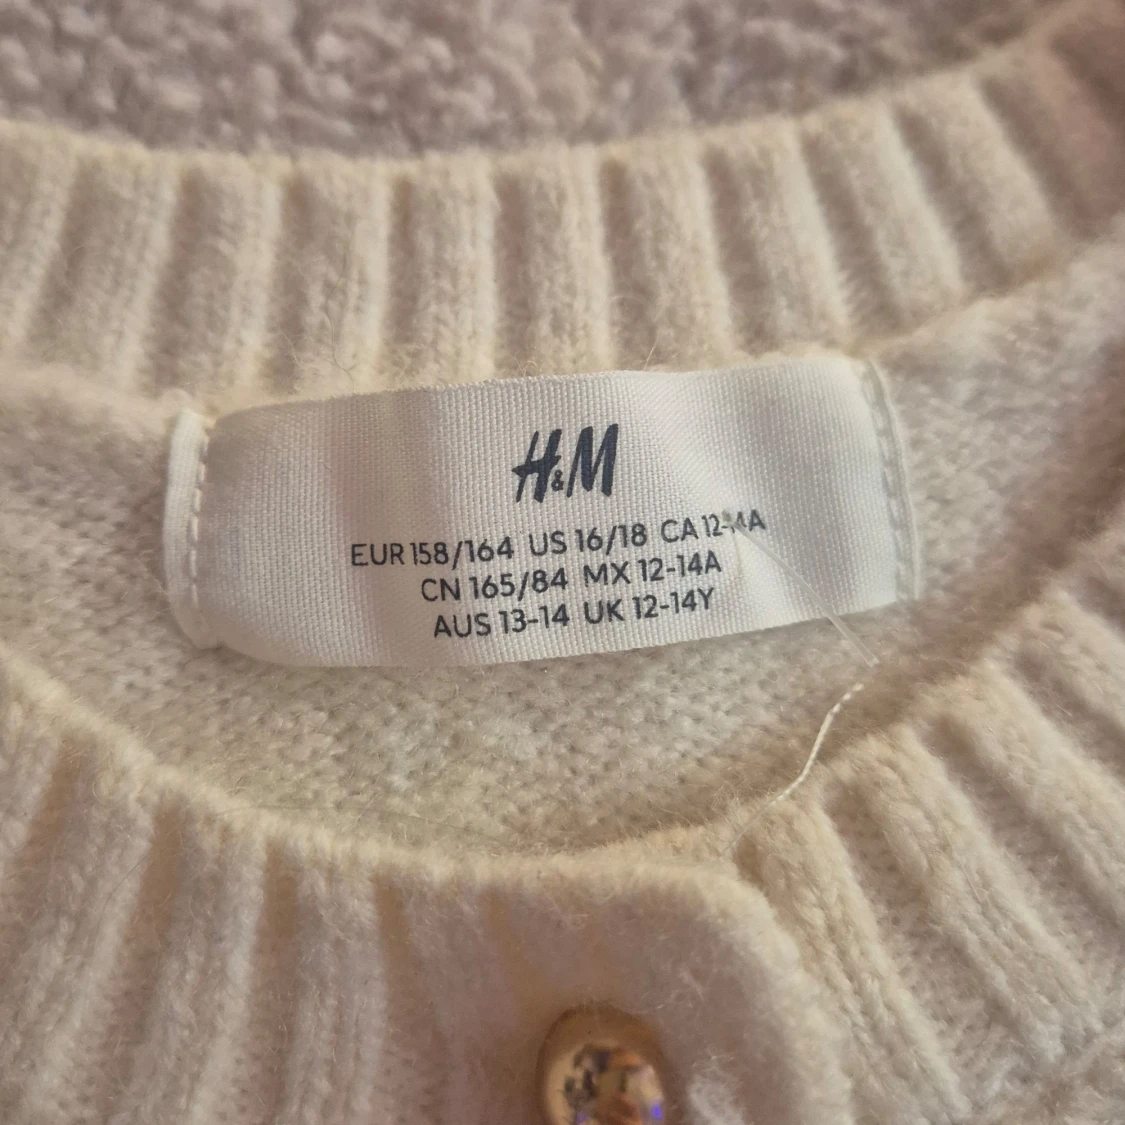 H&M
EUR 158/164 US 16/18 CA 12-14A
CN 165/84 MX 12-14A
AUS 13-14 UK 12-14Y